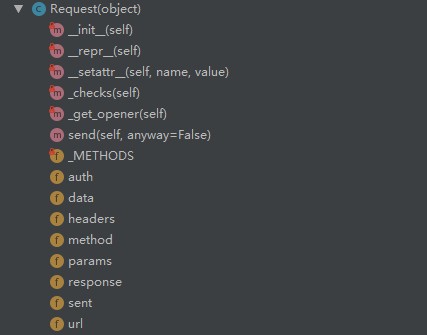 Request(object)
__init__(self)
__repr__(self)
__setattr__(self, name, value)
_checks(self)
_get_opener(self)
send(self, anyway=False)
_METHODS
auth
data
headers
method
params
response
sent
url